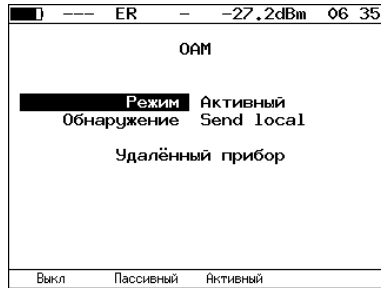 --- ER - -27.2dBm 06 35
OAM
Режим Активный
Обнаружение Send local
Удалённый прибор
Выкл Пассивный Активный